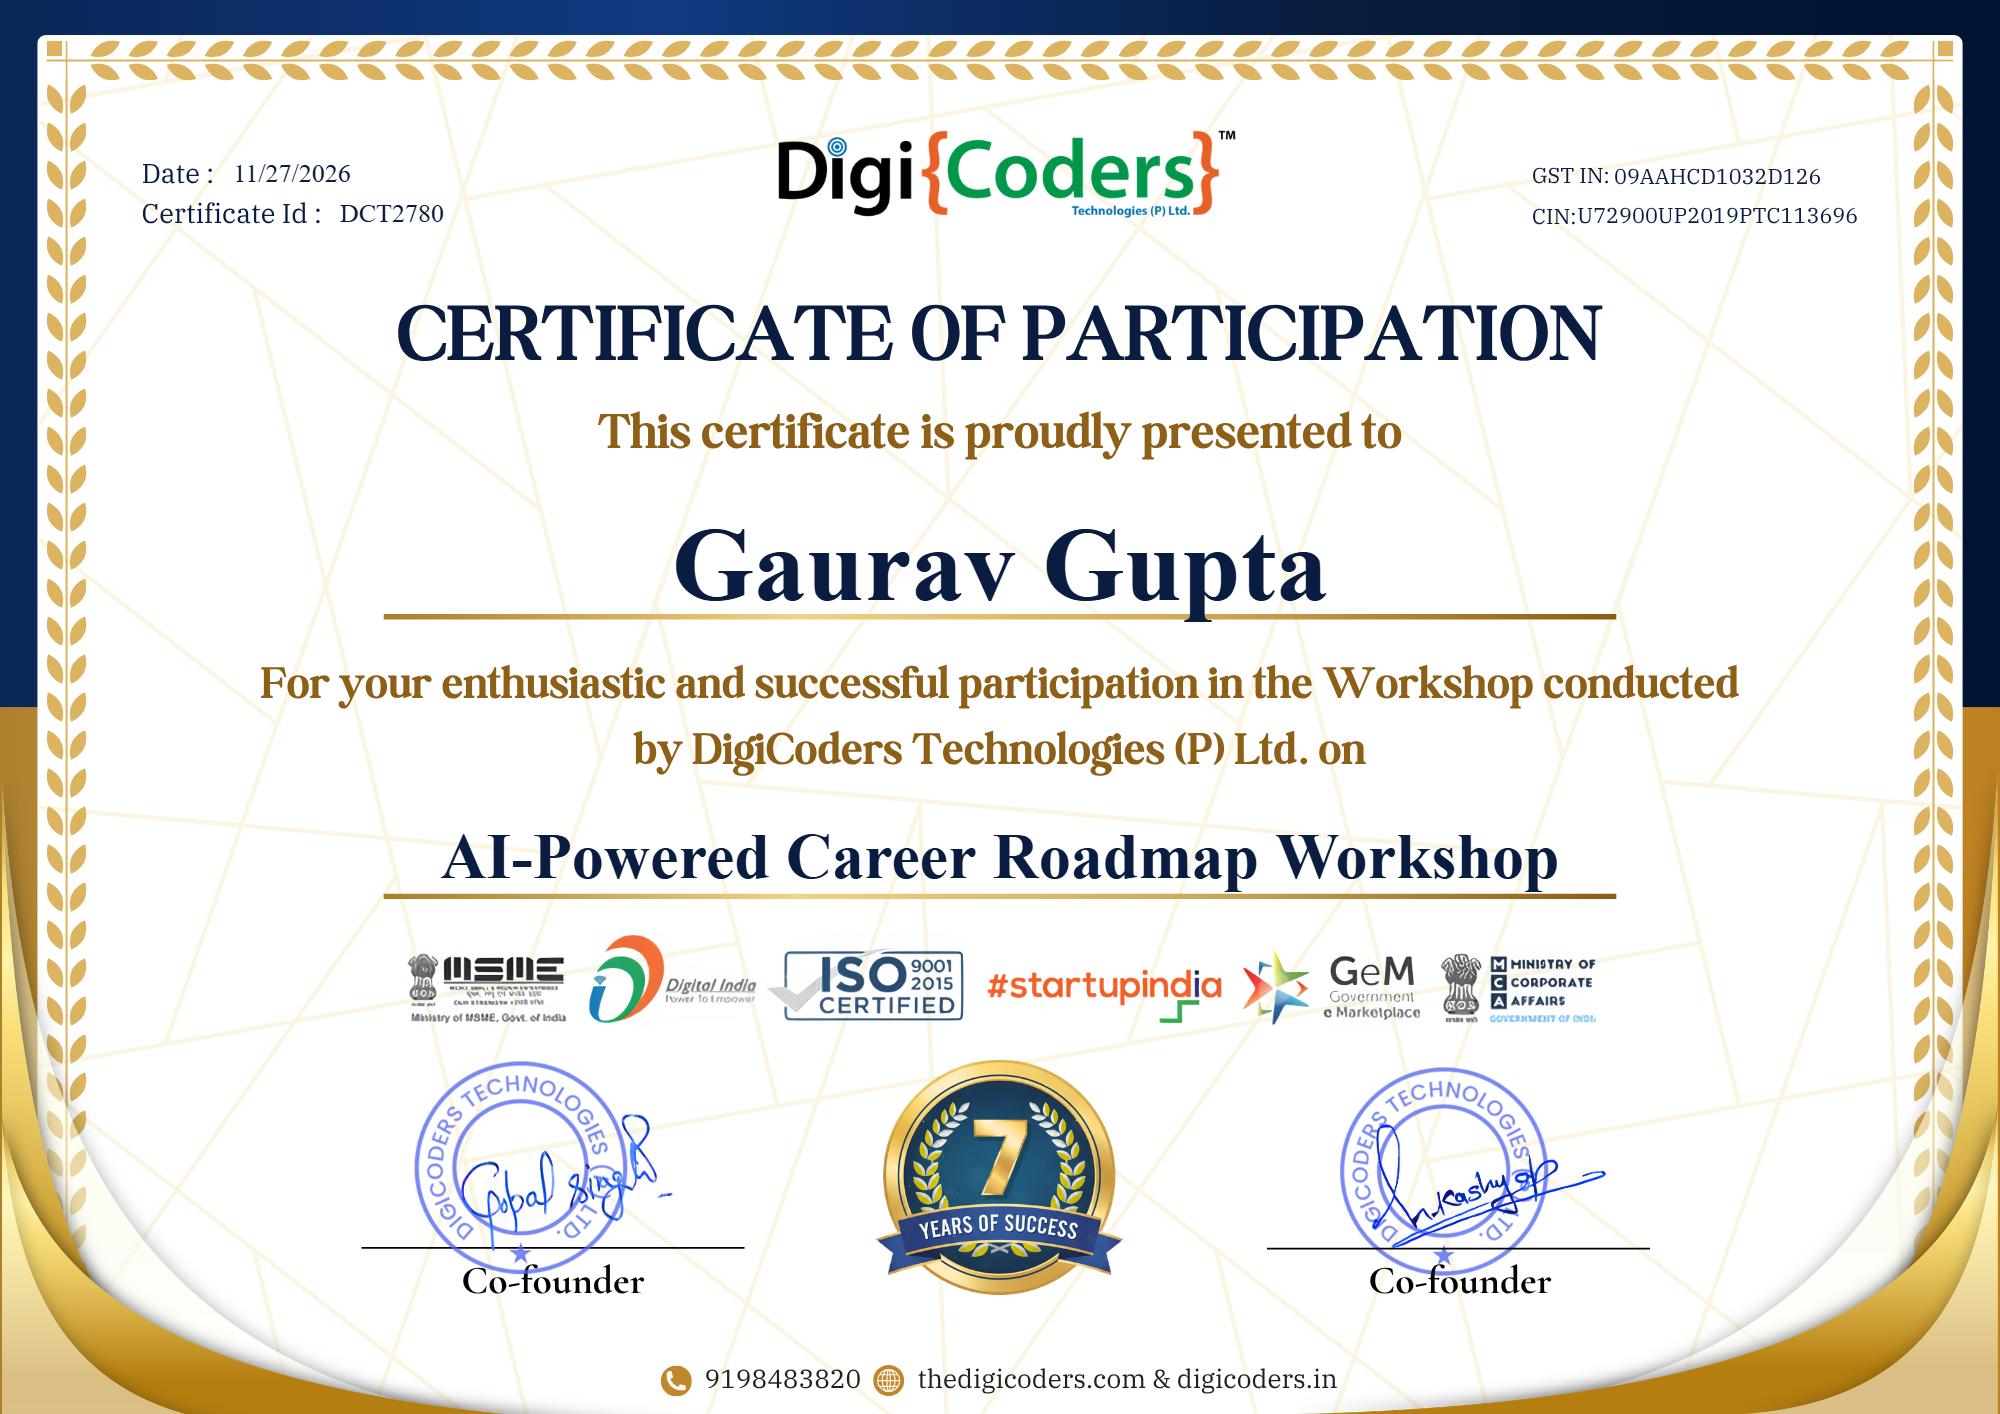 Date : 11/27/2026
Certificate Id : DCT2780
Digi{Coders}™
Technologies (P) Ltd.
GST IN: 09AAHCD1032D126
CIN:U72900UP2019PTC113696
CERTIFICATE OF PARTICIPATION
This certificate is proudly presented to
Gaurav Gupta
For your enthusiastic and successful participation in the Workshop conducted
by DigiCoders Technologies (P) Ltd. on
AI-Powered Career Roadmap Workshop
MSME
Ministry of MSME, Govt. of India
Digital India
Power To Empower
ISO 9001 2015
CERTIFIED
#startupindia
GeM
Government
e Marketplace
M MINISTRY OF
C CORPORATE
A AFFAIRS
GOVERNMENT OF INDI
DIGICODERS TECHNOLOGIES (P) LTD.
Gopal Singh
Co-founder
7
YEARS OF SUCCESS
DIGICODERS TECHNOLOGIES (P) LTD.
Kashyap
Co-founder
9198483820 thedigicoders.com & digicoders.in